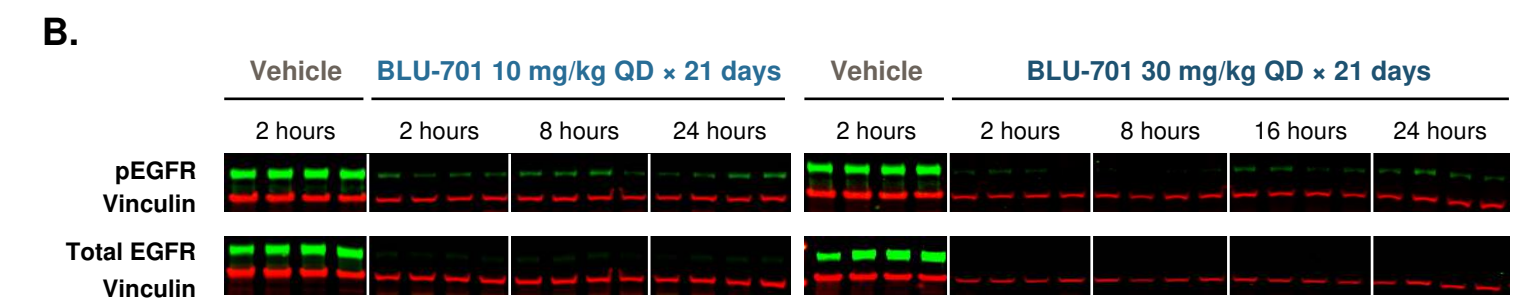 B.
Vehicle BLU-701 10 mg/kg QD × 21 days Vehicle BLU-701 30 mg/kg QD × 21 days
2 hours 2 hours 8 hours 24 hours 2 hours 2 hours 8 hours 16 hours 24 hours
pEGFR
Vinculin
Total EGFR
Vinculin